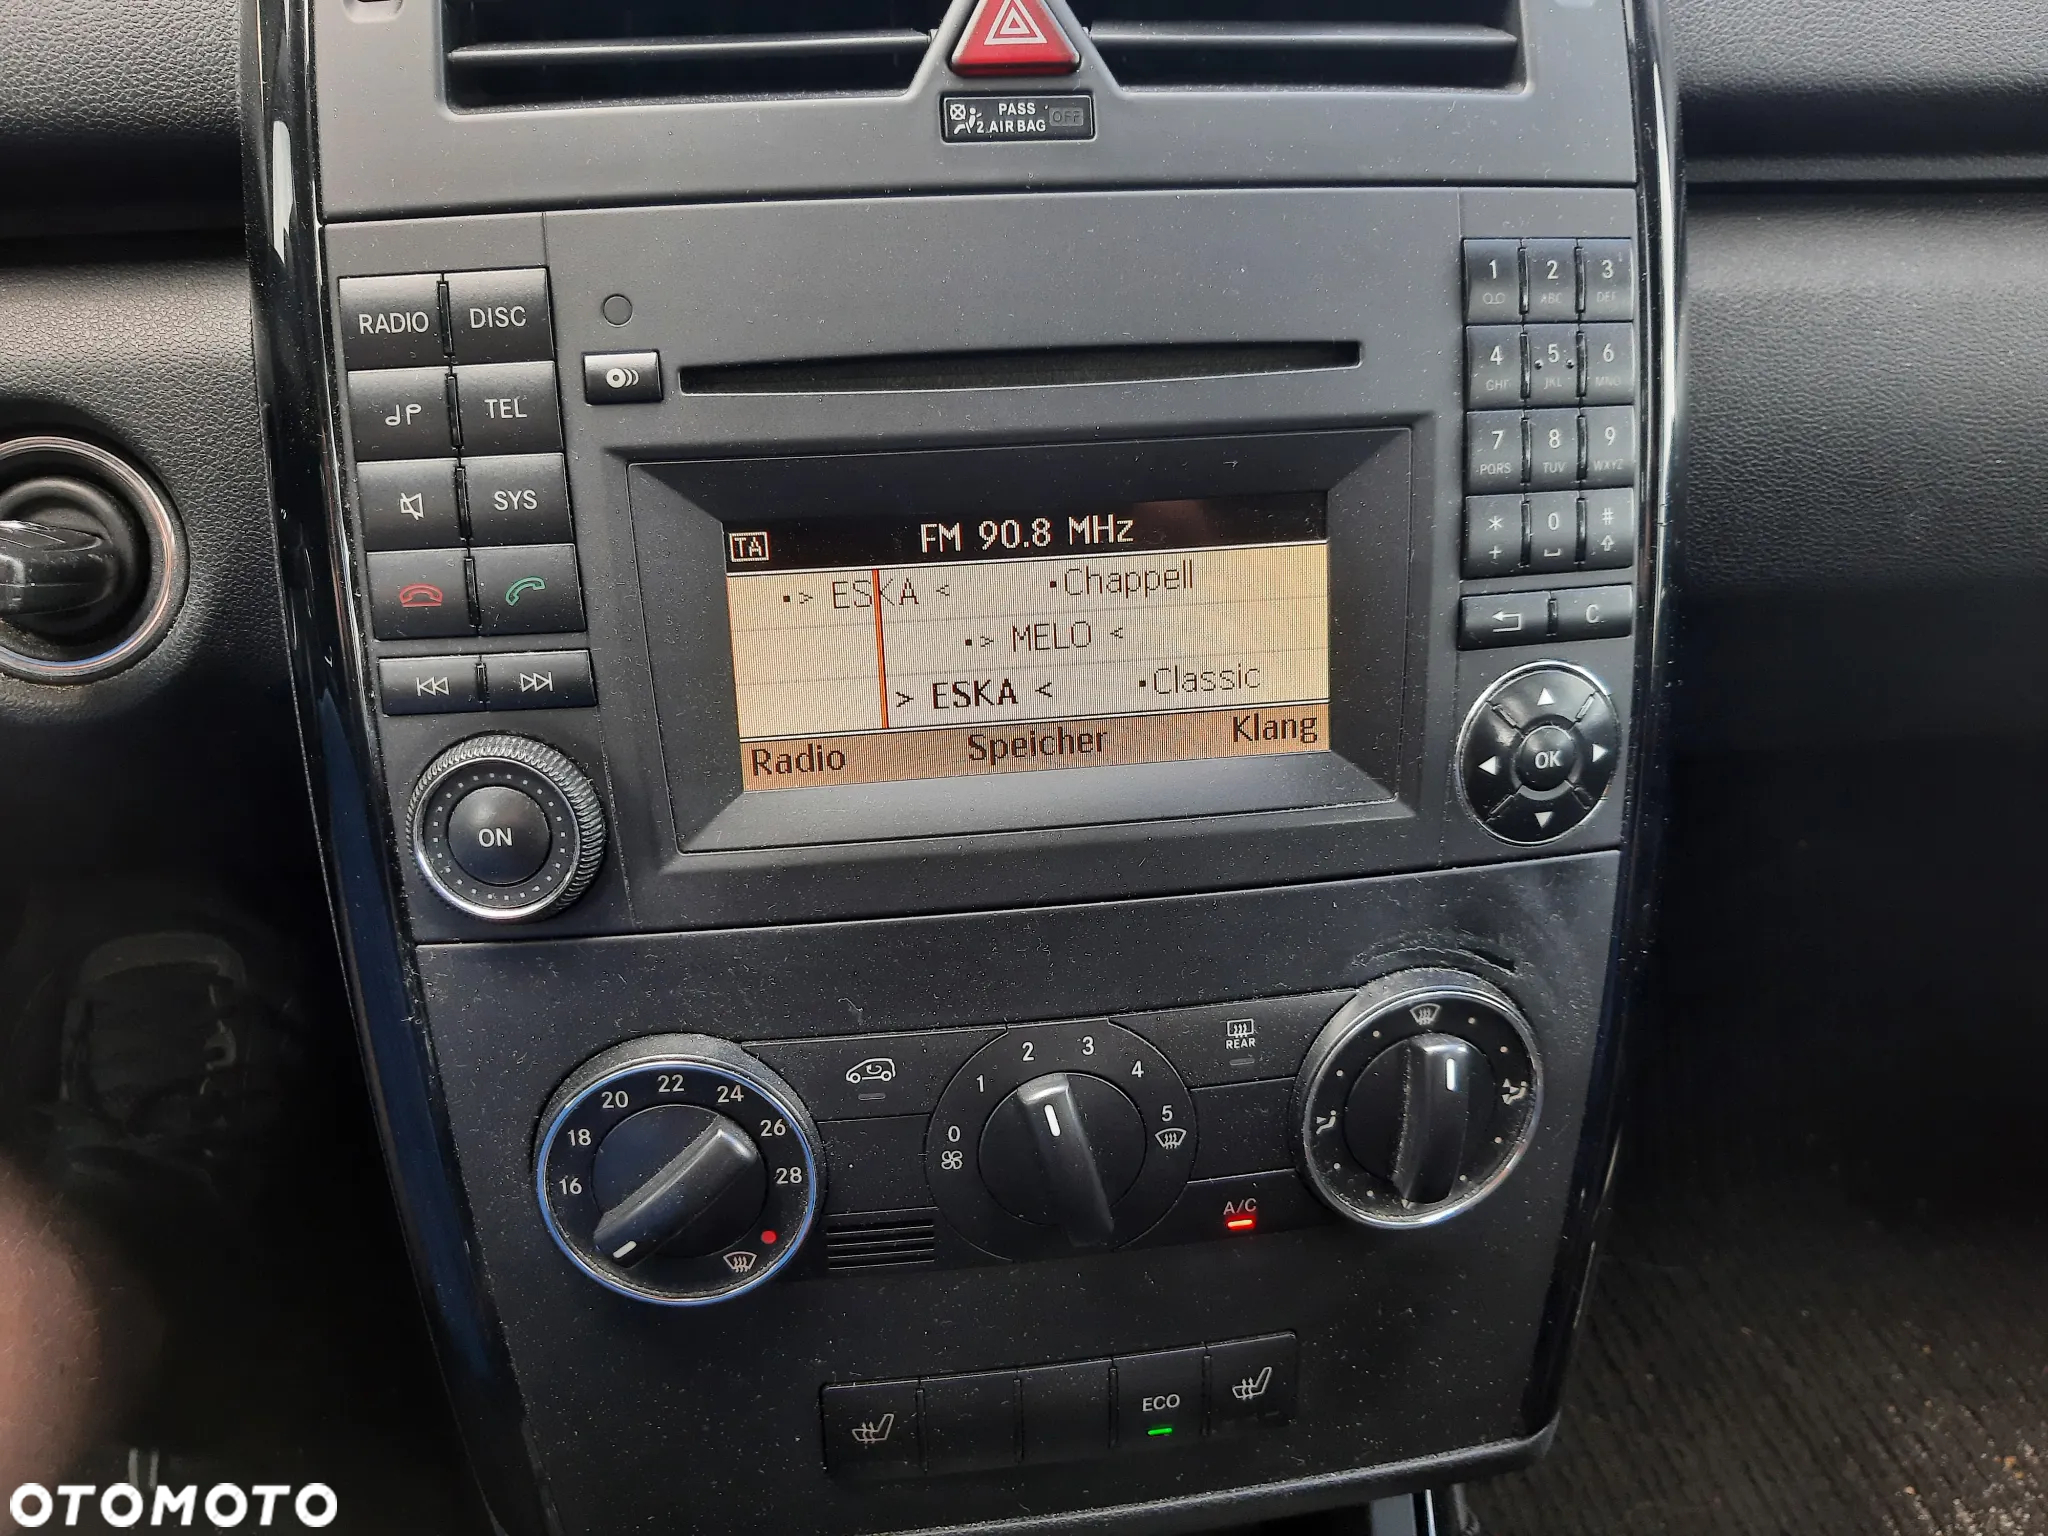 PASS
2.AIR BAG OFF
RADIO DISC
TEL
SYS
ON
TA FM 90.8 MHz
•> ESKA < •Chappell
•> MELO <
> ESKA < •Classic
Radio Speicher Klang
1 2 3
ABC DEF
4 5 6
GHI JKL MNO
7 8 9
PQRS TUV WXYZ
* 0 #
+
C
OK
16 18 20 22 24 26 28
0 1 2 3 4 5
REAR
A/C
ECO
OTOMOTO